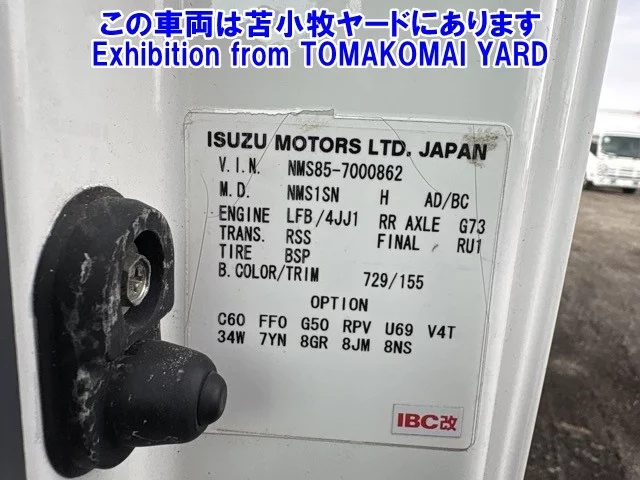 この車両は苫小牧ヤードにあります
Exhibition from TOMAKOMAI YARD
ISUZU MOTORS LTD. JAPAN
V.I.N. NMS85-7000862
M.D. NMS1SN H AD/BC
ENGINE LFB/4JJ1 RR AXLE G73
TRANS. RSS FINAL RU1
TIRE BSP
B.COLOR/TRIM 729/155
OPTION
C60 FF0 G50 RPV U69 V4T
34W 7YN 8GR 8JM 8NS
IBC改